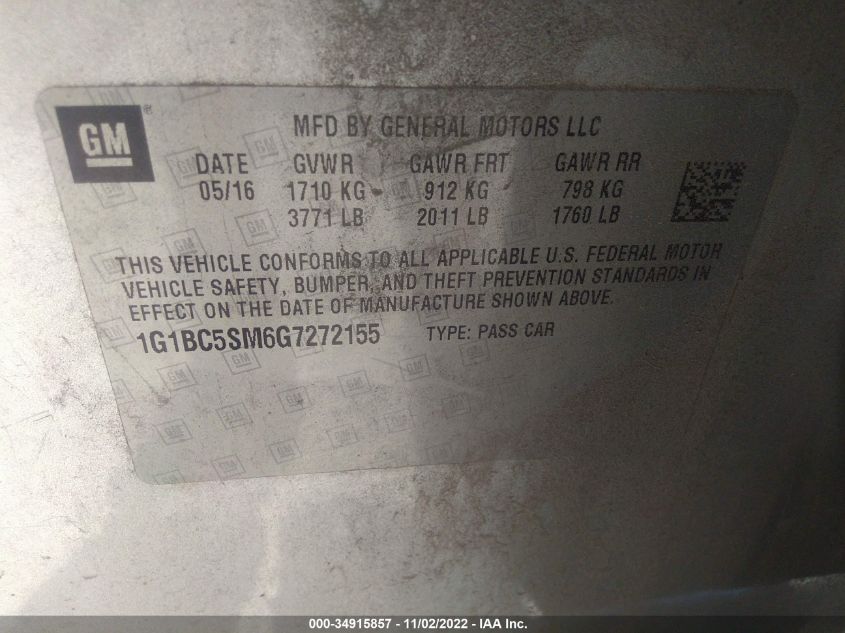 GM ®
MFD BY GENERAL MOTORS LLC
DATE GVWR GAWR FRT GAWR RR
05/16 1710 KG 912 KG 798 KG
3771 LB 2011 LB 1760 LB
THIS VEHICLE CONFORMS TO ALL APPLICABLE U.S. FEDERAL MOTOR
VEHICLE SAFETY, BUMPER, AND THEFT PREVENTION STANDARDS IN
EFFECT ON THE DATE OF MANUFACTURE SHOWN ABOVE.
1G1BC5SM6G7272155 TYPE: PASS CAR
000-34915857 - 11/02/2022 - IAA Inc.